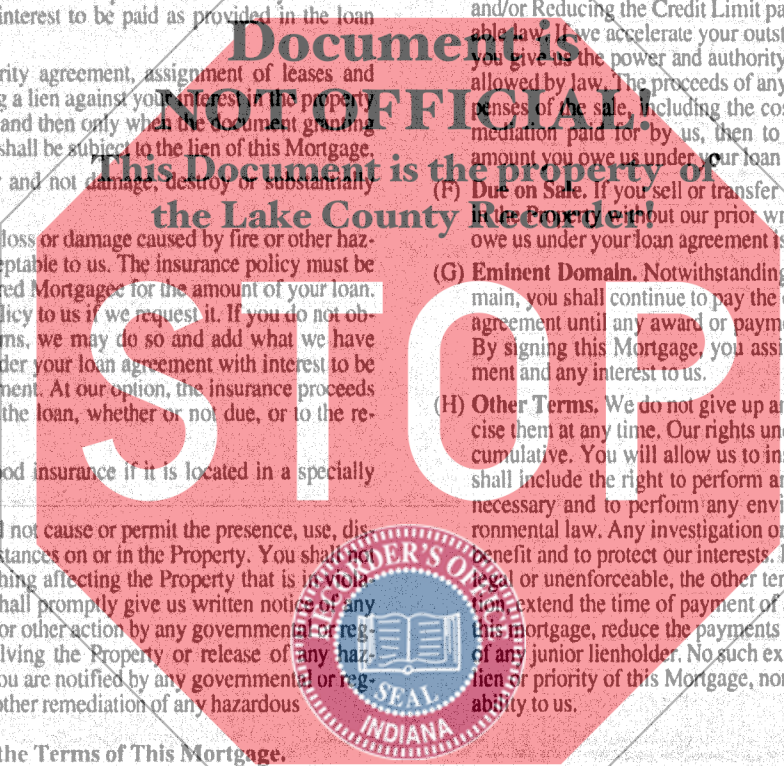 interest to be paid as provided in the loan
rity agreement, assignment of leases and
g a lien against your interest in the property
and then only when the document granting
shall be subject to the lien of this Mortgage.
and not damage, destroy or substantially
loss or damage caused by fire or other haz-
eptable to us. The insurance policy must be
red Mortgagee for the amount of your loan.
licy to us if we request it. If you do not ob-
ms, we may do so and add what we have
der your loan agreement with interest to be
ment. At our option, the insurance proceeds
the loan, whether or not due, or to the re-
od insurance if it is located in a specially
l not cause or permit the presence, use, dis-
stances on or in the Property. You shall not
hing affecting the Property that is in viola-
hall promptly give us written notice of any
or other action by any governmental or reg-
lving the Property or release of any haz-
ou are notified by any governmental or reg-
other remediation of any hazardous
the Terms of This Mortgage.
and/or Reducing the Credit Limit pa
able law. If we accelerate your outst
you give us the power and authority
allowed by law. The proceeds of any
penses of the sale, including the co
mediation paid for by us, then to
amount you owe us under your loan
(F) Due on Sale. If you sell or transfer
in the Property without our prior w
owe us under your loan agreement is
(G) Eminent Domain. Notwithstanding
main, you shall continue to pay the
agreement until any award or paym
By signing this Mortgage, you assi
ment and any interest to us.
(H) Other Terms. We do not give up a
cise them at any time. Our rights un
cumulative. You will allow us to in
shall include the right to perform a
necessary and to perform any envi
ronmental law. Any investigation o
benefit and to protect our interests.
legal or unenforceable, the other ter
tion, extend the time of payment of
this mortgage, reduce the payments
of any junior lienholder. No such ex
lien or priority of this Mortgage, nor
ability to us.
Document is
NOT OFFICIAL!
This Document is the property of
the Lake County Recorder!
STOP
RECORDER'S OFFICE
SEAL
INDIANA